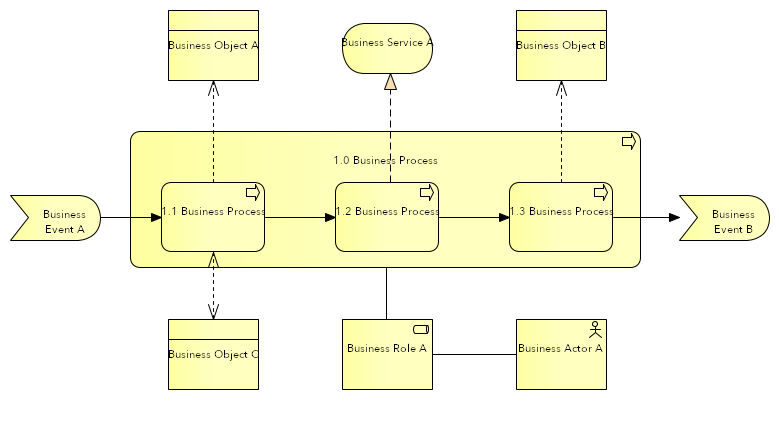 Business Object A
Business Service A
Business Object B
1.0 Business Process
Business
Event A
1.1 Business Process
1.2 Business Process
1.3 Business Process
Business
Event B
Business Object C
Business Role A
Business Actor A